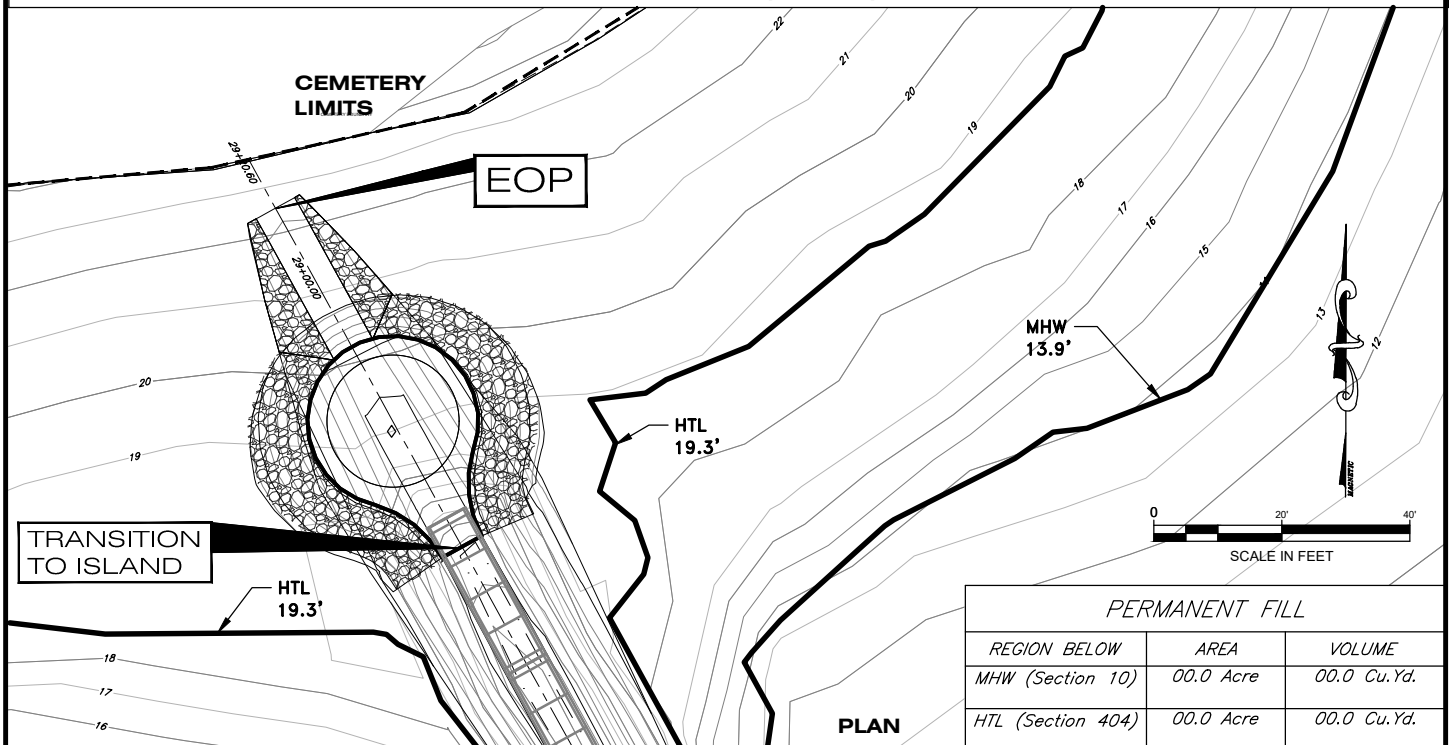 CEMETERY
LIMITS
22
21
20
19
18
17
16
15
13
12
EOP
29+00.00
MHW
13.9'
20
19
HTL
19.3'
TRANSITION
TO ISLAND
HTL
19.3'
18
17
16
MAGNETIC
0 20' 40'
SCALE IN FEET
PLAN
PERMANENT FILL
REGION BELOW AREA VOLUME
MHW (Section 10) 00.0 Acre 00.0 Cu.Yd.
HTL (Section 404) 00.0 Acre 00.0 Cu.Yd.